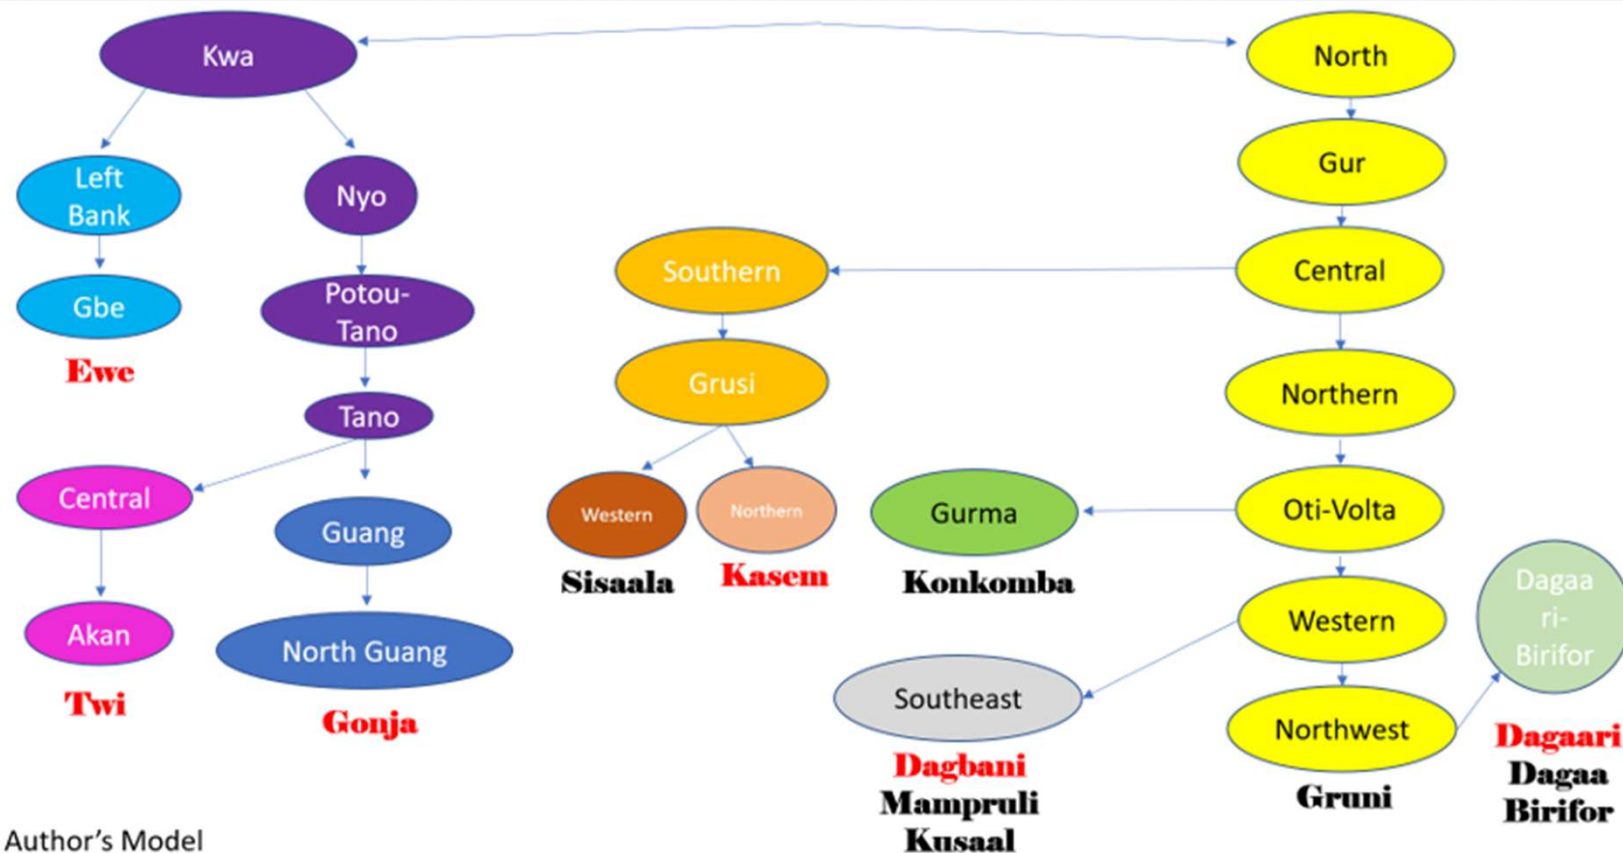 Kwa
North
Left
Bank
Nyo
Gur
Gbe
Potou-
Tano
Southern
Central
Ewe
Tano
Grusi
Northern
Central
Guang
Western
Northern
Gurma
Oti-Volta
Sisaala
Kasem
Konkomba
Dagaa
ri-
Birifor
Akan
North Guang
Western
Twi
Gonja
Southeast
Northwest
Dagbani
Mampruli
Kusaal
Gruni
Dagaari
Dagaa
Birifor
Author's Model